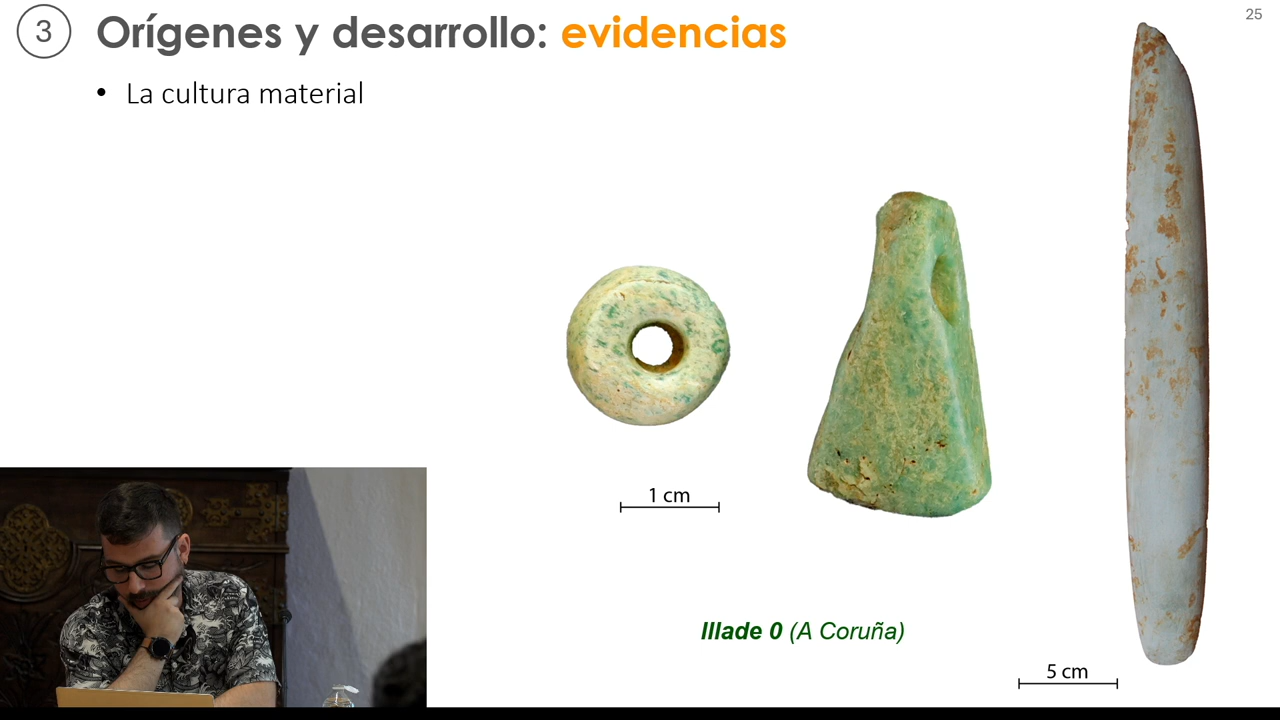 3
Orígenes y desarrollo: evidencias
25
• La cultura material
1 cm
Illade 0 (A Coruña)
5 cm